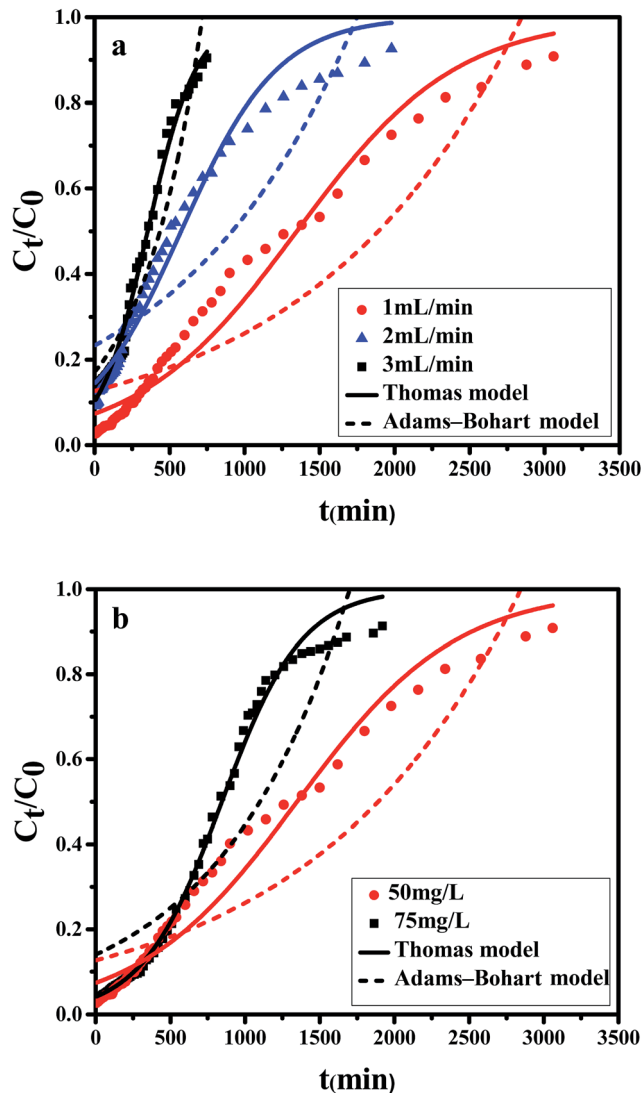 a
1.0
0.8
0.6
0.4
0.2
0.0
Ct/C0
1mL/min
2mL/min
3mL/min
Thomas model
Adams–Bohart model
0 500 1000 1500 2000 2500 3000 3500
t(min)
b
1.0
0.8
0.6
0.4
0.2
0.0
Ct/C0
50mg/L
75mg/L
Thomas model
Adams–Bohart model
0 500 1000 1500 2000 2500 3000 3500
t(min)